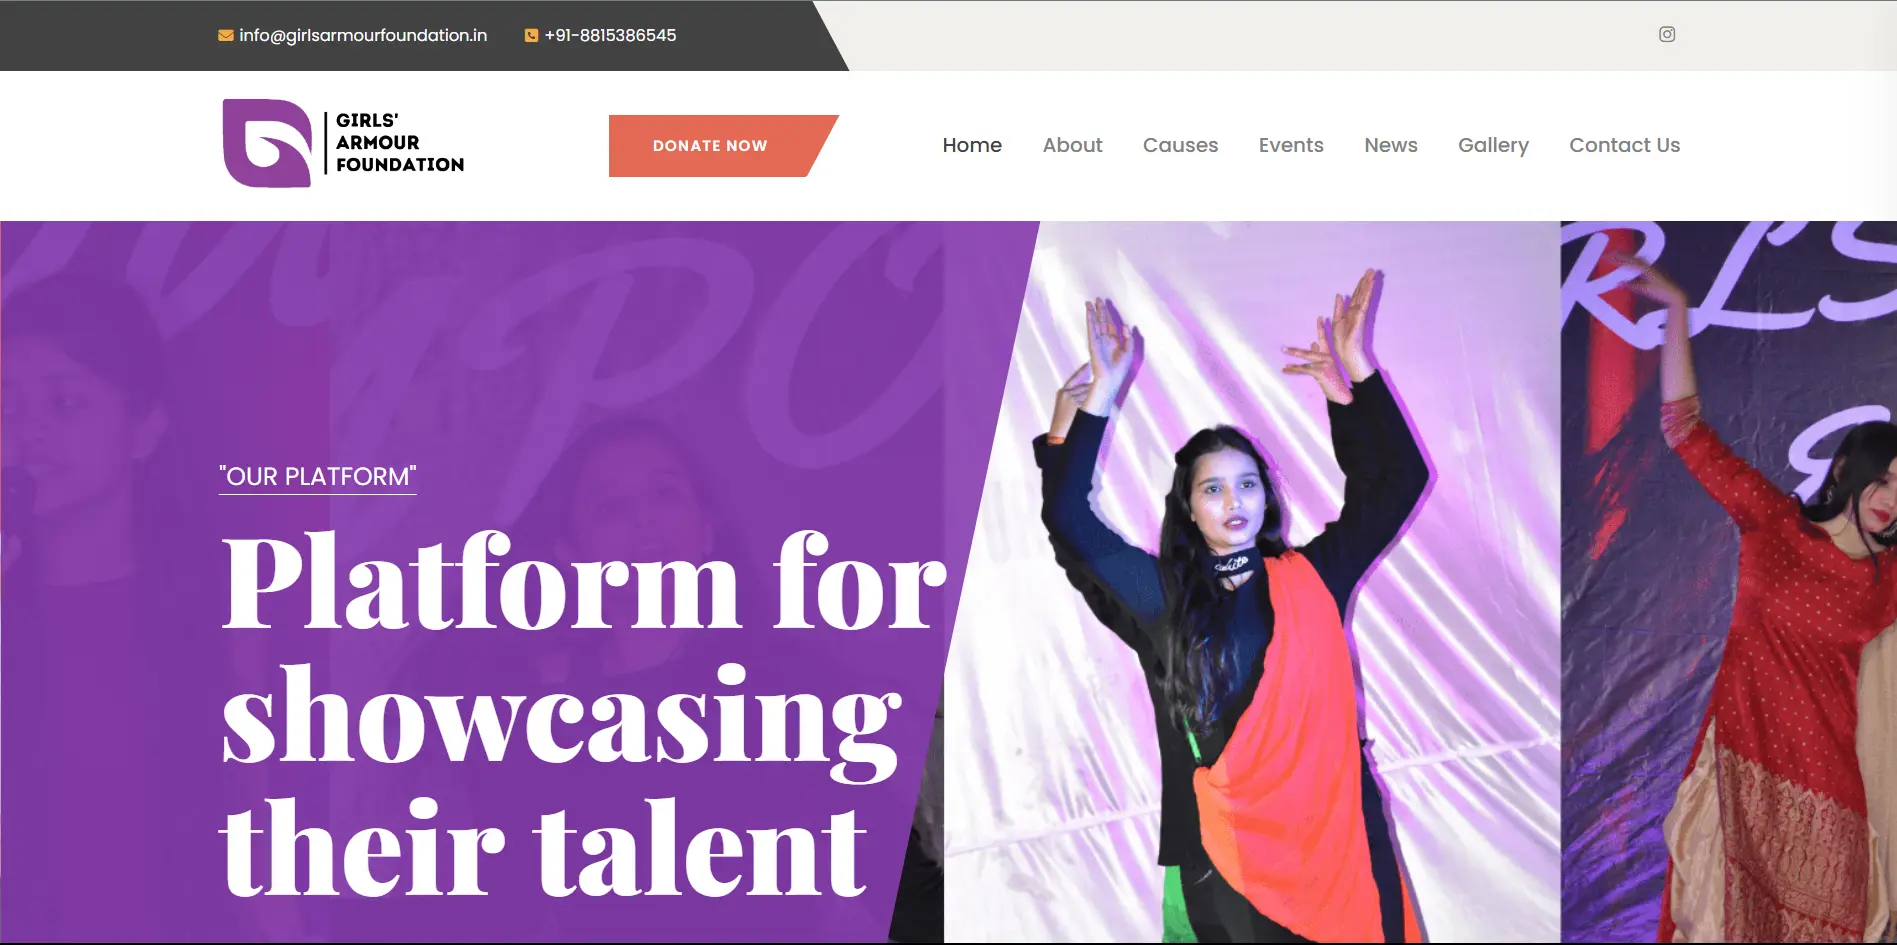 info@girlsarmourfoundation.in
+91-8815386545
GIRLS'
ARMOUR
FOUNDATION
DONATE NOW
Home
About
Causes
Events
News
Gallery
Contact Us
"OUR PLATFORM"
Platform for
showcasing
their talent